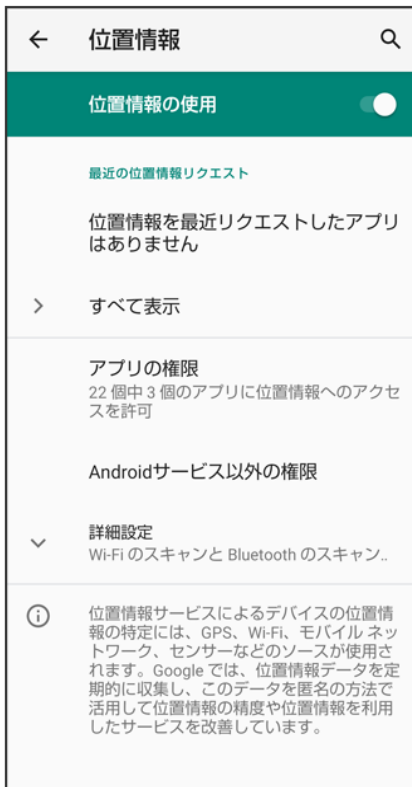 位置情報
位置情報の使用
最近の位置情報リクエスト
位置情報を最近リクエストしたアプリ
はありません
すべて表示
アプリの権限
22 個中 3 個のアプリに位置情報へのアクセ
スを許可
Androidサービス以外の権限
詳細設定
Wi-Fi のスキャンと Bluetooth のスキャン..
位置情報サービスによるデバイスの位置情
報の特定には、GPS、Wi-Fi、モバイル ネッ
トワーク、センサーなどのソースが使用さ
れます。Google では、位置情報データを定
期的に収集し、このデータを匿名の方法で
活用して位置情報の精度や位置情報を利用
したサービスを改善しています。